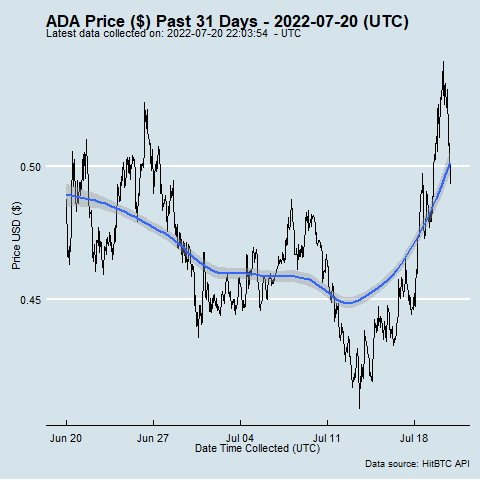 ADA Price ($) Past 31 Days - 2022-07-20 (UTC)
Latest data collected on: 2022-07-20 22:03:54 - UTC
Price USD ($)
0.50
0.45
Jun 20 Jun 27 Jul 04 Jul 11 Jul 18
Date Time Collected (UTC)
Data source: HitBTC API